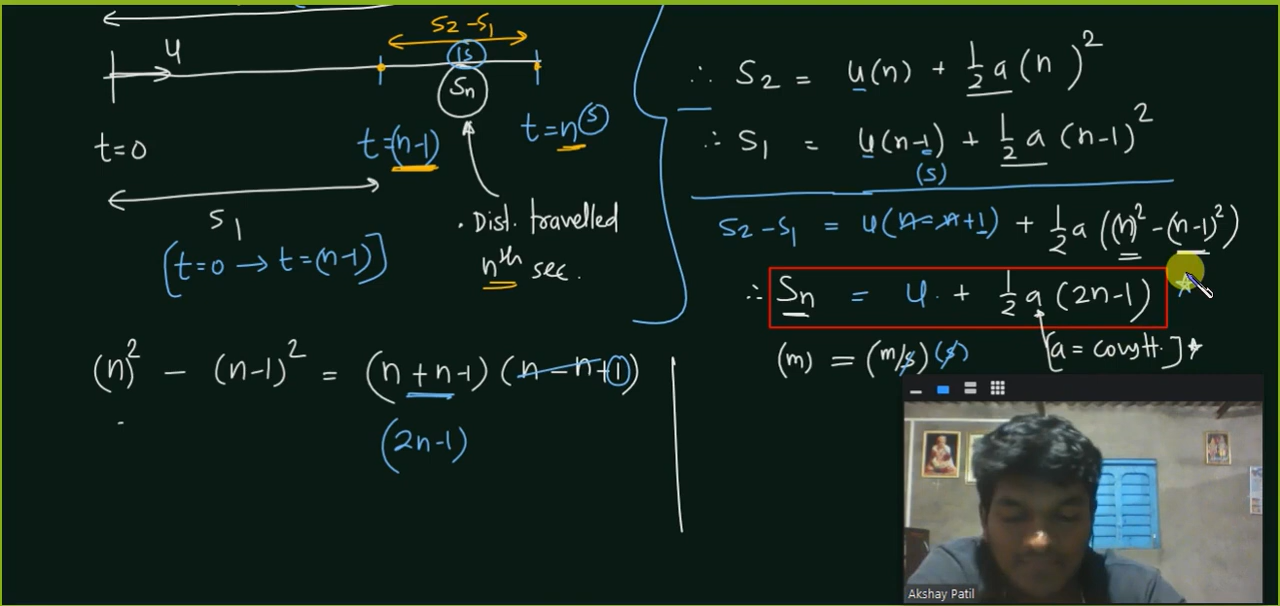 S₂ - S₁
u
1s
Sn
t=0
t=(n-1)
t=n(s)
S₁
(t=0 → t=(n-1))
• Dist. travelled
nth sec.
(n)² - (n-1)² = (n+n-1)(n-n+1)
(2n-1)
∴ S₂ = u(n) + ½ a (n)²
∴ S₁ = u(n-1) + ½ a (n-1)²
(s)
S₂-S₁ = u(n-n+1) + ½ a ((n)² - (n-1)²)
∴ Sn = u + ½ a (2n-1) *
(m) = (m/s)(s)
[a = constt.] *
Akshay Patil